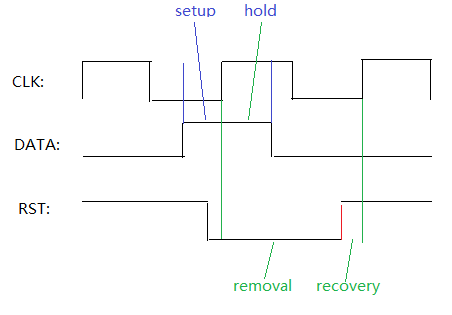 setup hold
CLK:
DATA:
RST:
removal recovery